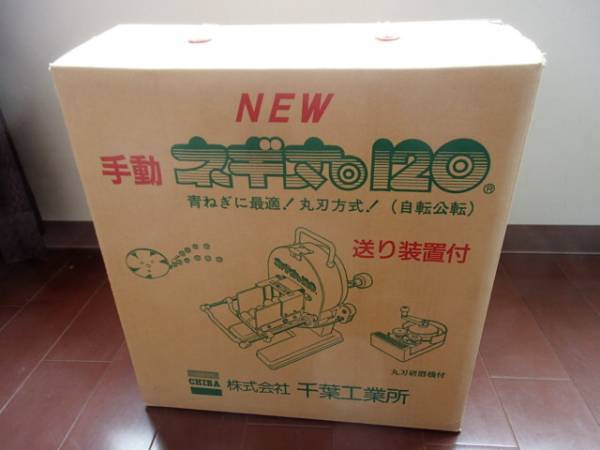 NEW
手動 ネギ丸120®
青ねぎに最適！丸刃方式！（自転公転）
送り装置付
丸刃研磨機付
CHIBA 株式会社 千葉工業所